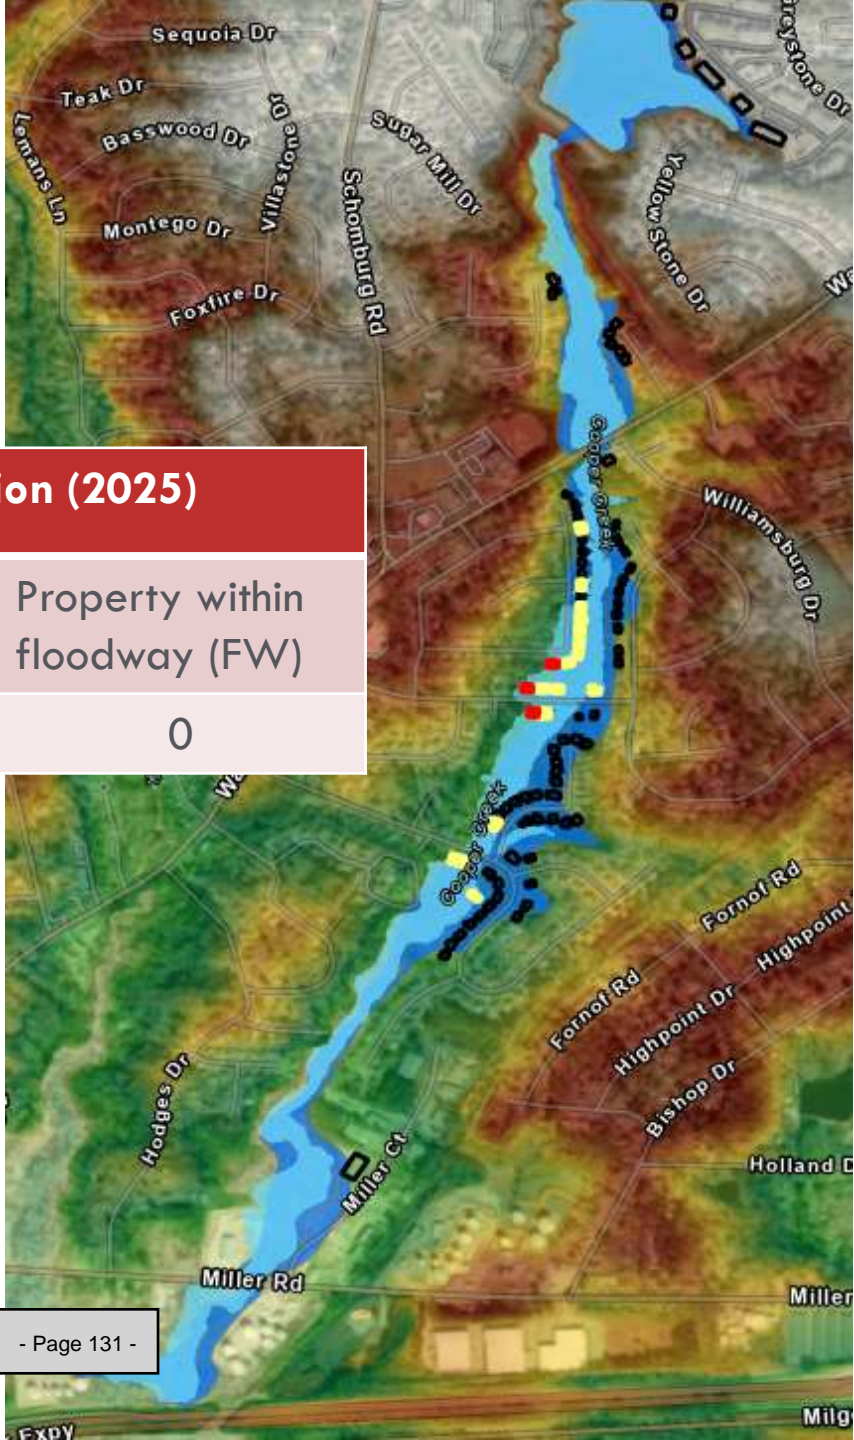 Sequoia Dr
Teak Dr
Basswood Dr
Lemans Ln
Villastone Dr
Montego Dr
Foxfire Dr
Schomburg Rd
Sugar Mill Dr
Greystone Dr
Yellow Stone Dr
Wa
Cooper Creek
Williamsburg Dr
ion (2025)
Property within
floodway (FW)
0
Wa
Cooper Creek
Fornof Rd
Highpoint
Fornof Rd
Highpoint Dr
Bishop Dr
Hodges Dr
Miller Ct
Holland D
Miller Rd
Miller
- Page 131 -
Expy
Milg